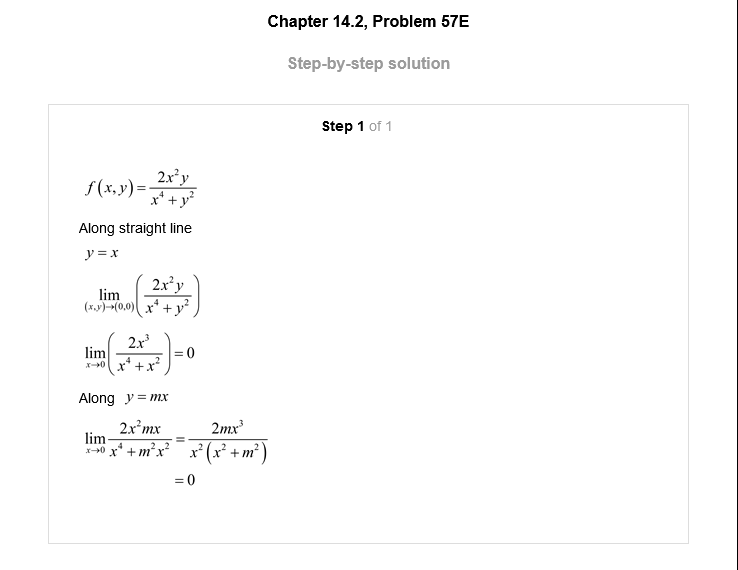 Chapter 14.2, Problem 57E
Step-by-step solution
Step 1 of 1
f(x,y)=\frac{2x^2y}{x^4+y^2}
Along straight line
y=x
\lim_{(x,y)\to(0,0)}\left(\frac{2x^2y}{x^4+y^2}\right)
\lim_{x\to0}\left(\frac{2x^3}{x^4+x^2}\right)=0
Along y=mx
\lim_{x\to0}\frac{2x^2mx}{x^4+m^2x^2}=\frac{2mx^3}{x^2(x^2+m^2)}
=0